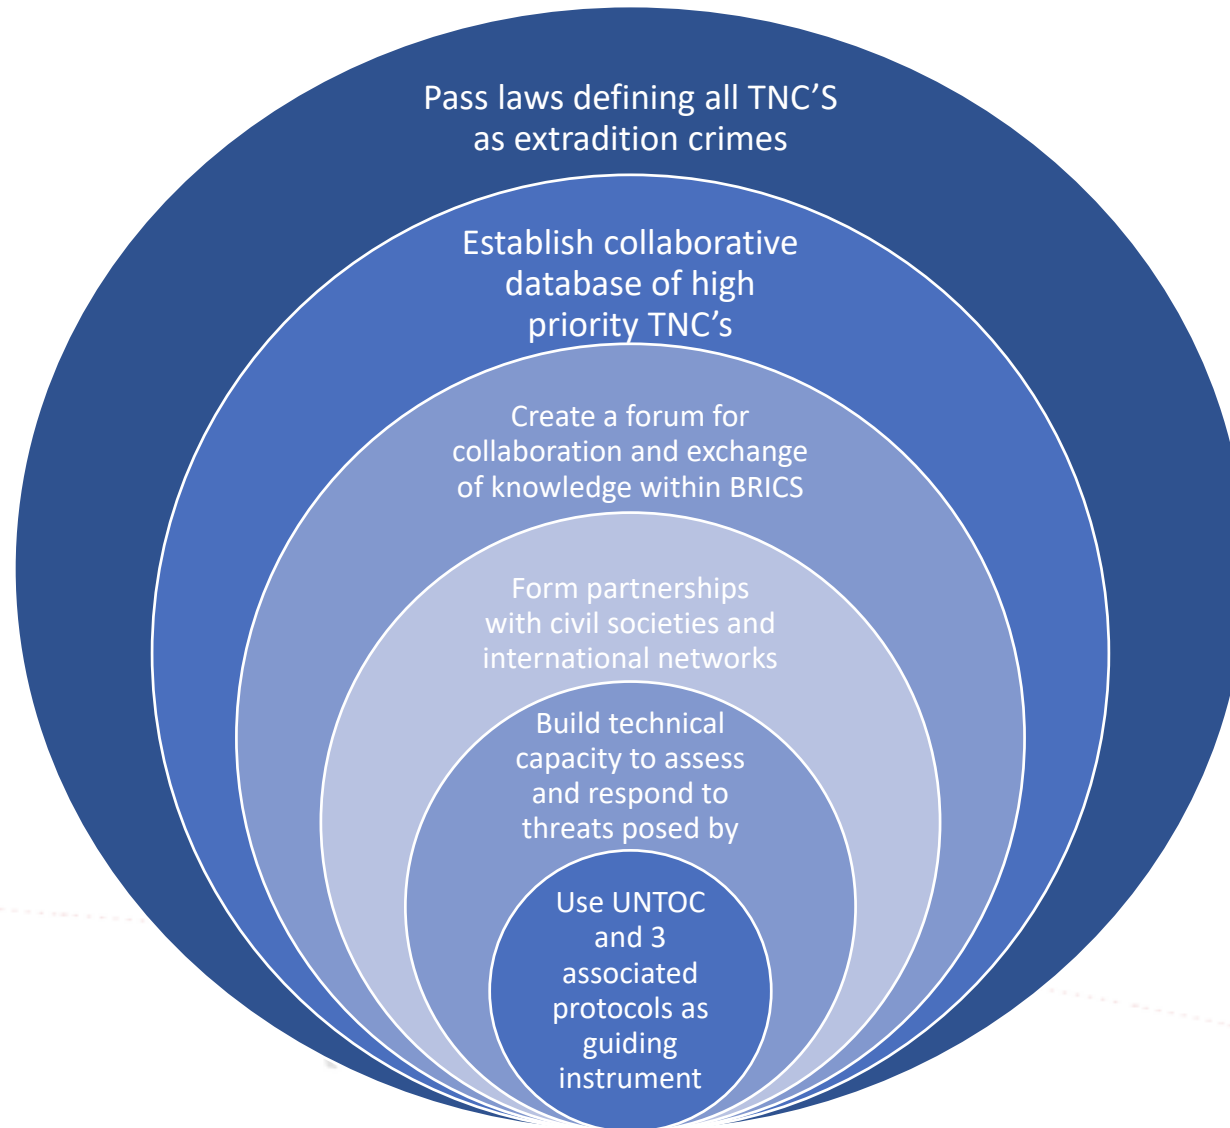 Pass laws defining all TNC’S
as extradition crimes
Establish collaborative
database of high
priority TNC’s
Create a forum for
collaboration and exchange
of knowledge within BRICS
Form partnerships
with civil societies and
international networks
Build technical
capacity to assess
and respond to
threats posed by
Use UNTOC
and 3
associated
protocols as
guiding
instrument